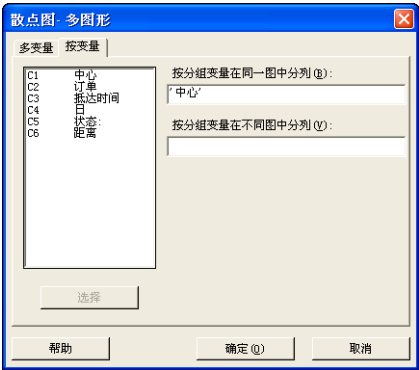 散点图- 多图形
多变量 按变量
C1 中心
C2 订单
C3 抵达时间
C4 日
C5 状态:
C6 距离
按分组变量在同一图中分列(B):
'中心'
按分组变量在不同图中分列(V):
选择
帮助 确定(O) 取消